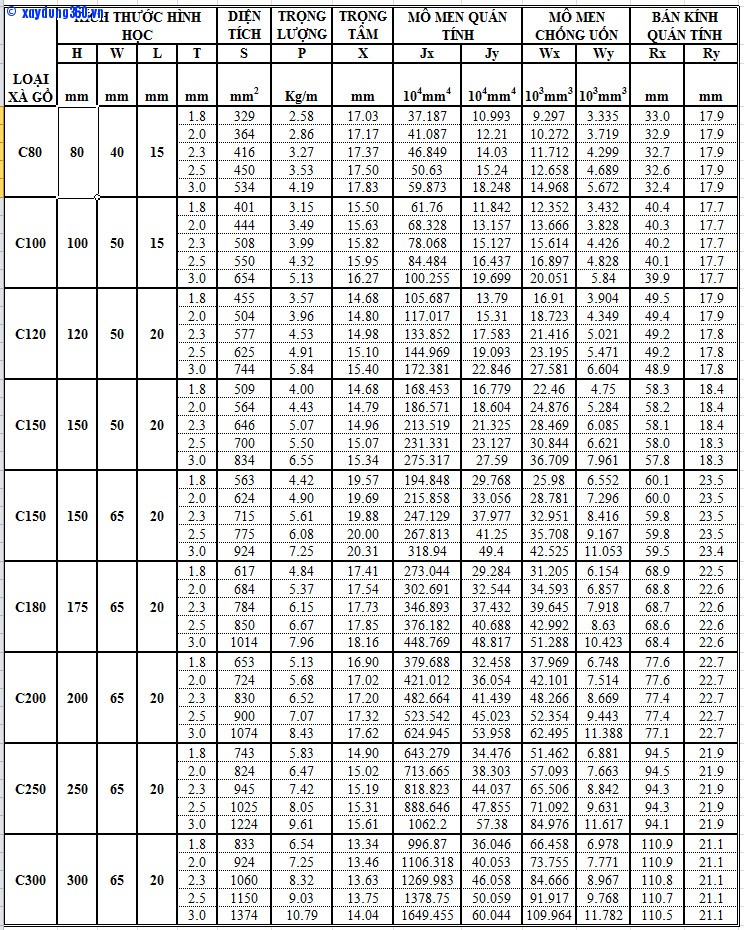 © xaydung360.vn
KÍCH THƯỚC HÌNH HỌC DIỆN TÍCH TRỌNG LƯỢNG TRỌNG TÂM MÔ MEN QUÁN TÍNH MÔ MEN CHỐNG UỐN BÁN KÍNH QUÁN TÍNH
LOẠI XÀ GỒ H W L T S P X Jx Jy Wx Wy Rx Ry
mm mm mm mm mm² Kg/m mm 10⁴mm⁴ 10⁴mm⁴ 10³mm³ 10³mm³ mm mm
C80 80 40 15
1.8 329 2.58 17.03 37.187 10.993 9.297 3.335 33.0 17.9
2.0 364 2.86 17.17 41.087 12.21 10.272 3.719 32.9 17.9
2.3 416 3.27 17.37 46.849 14.03 11.712 4.299 32.7 17.9
2.5 450 3.53 17.50 50.63 15.24 12.658 4.689 32.6 17.9
3.0 534 4.19 17.83 59.873 18.248 14.968 5.672 32.4 17.9
C100 100 50 15
1.8 401 3.15 15.50 61.76 11.842 12.352 3.432 40.4 17.7
2.0 444 3.49 15.63 68.328 13.157 13.666 3.828 40.3 17.7
2.3 508 3.99 15.82 78.068 15.127 15.614 4.426 40.2 17.7
2.5 550 4.32 15.95 84.484 16.437 16.897 4.828 40.1 17.7
3.0 654 5.13 16.27 100.255 19.699 20.051 5.84 39.9 17.7
C120 120 50 20
1.8 455 3.57 14.68 105.687 13.79 16.91 3.904 49.5 17.9
2.0 504 3.96 14.80 117.017 15.31 18.723 4.349 49.4 17.9
2.3 577 4.53 14.98 133.852 17.583 21.416 5.021 49.2 17.8
2.5 625 4.91 15.10 144.969 19.093 23.195 5.471 49.2 17.8
3.0 744 5.84 15.40 172.381 22.846 27.581 6.604 48.9 17.8
C150 150 50 20
1.8 509 4.00 14.68 168.453 16.779 22.46 4.75 58.3 18.4
2.0 564 4.43 14.79 186.571 18.604 24.876 5.284 58.2 18.4
2.3 646 5.07 14.96 213.519 21.325 28.469 6.085 58.1 18.4
2.5 700 5.50 15.07 231.331 23.127 30.844 6.621 58.0 18.3
3.0 834 6.55 15.34 275.317 27.59 36.709 7.961 57.8 18.3
C150 150 65 20
1.8 563 4.42 19.57 194.848 29.768 25.98 6.552 60.1 23.5
2.0 624 4.90 19.69 215.858 33.056 28.781 7.296 60.0 23.5
2.3 715 5.61 19.88 247.129 37.977 32.951 8.416 59.8 23.5
2.5 775 6.08 20.00 267.813 41.25 35.708 9.167 59.8 23.5
3.0 924 7.25 20.31 318.94 49.4 42.525 11.053 59.5 23.4
C180 175 65 20
1.8 617 4.84 17.41 273.044 29.284 31.205 6.154 68.9 22.5
2.0 684 5.37 17.54 302.691 32.544 34.593 6.857 68.8 22.6
2.3 784 6.15 17.73 346.893 37.432 39.645 7.918 68.7 22.6
2.5 850 6.67 17.85 376.182 40.688 42.992 8.63 68.6 22.6
3.0 1014 7.96 18.16 448.769 48.817 51.288 10.423 68.4 22.6
C200 200 65 20
1.8 653 5.13 16.90 379.688 32.458 37.969 6.748 77.6 22.7
2.0 724 5.68 17.02 421.012 36.054 42.101 7.514 77.6 22.7
2.3 830 6.52 17.20 482.664 41.439 48.266 8.669 77.4 22.7
2.5 900 7.07 17.32 523.542 45.023 52.354 9.443 77.4 22.7
3.0 1074 8.43 17.62 624.945 53.958 62.495 11.388 77.1 22.7
C250 250 65 20
1.8 743 5.83 14.90 643.279 34.476 51.462 6.881 94.5 21.9
2.0 824 6.47 15.02 713.665 38.303 57.093 7.663 94.5 21.9
2.3 945 7.42 15.19 818.823 44.037 65.506 8.842 94.3 21.9
2.5 1025 8.05 15.31 888.646 47.855 71.092 9.631 94.3 21.9
3.0 1224 9.61 15.61 1062.2 57.38 84.976 11.617 94.1 21.9
C300 300 65 20
1.8 833 6.54 13.34 996.87 36.046 66.458 6.978 110.9 21.1
2.0 924 7.25 13.46 1106.318 40.053 73.755 7.771 110.9 21.1
2.3 1060 8.32 13.63 1269.983 46.058 84.666 8.967 110.8 21.1
2.5 1150 9.03 13.75 1378.75 50.059 91.917 9.768 110.7 21.1
3.0 1374 10.79 14.04 1649.455 60.044 109.964 11.782 110.5 21.1